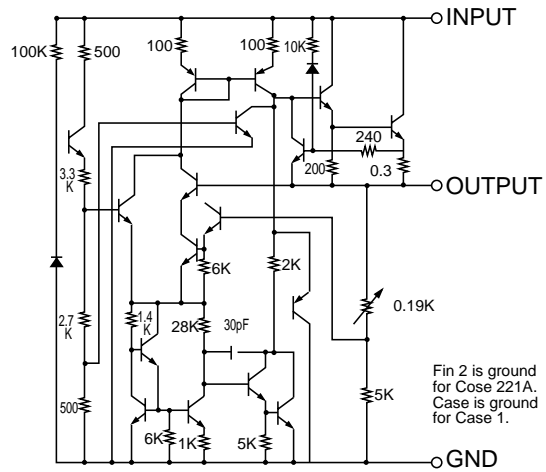 INPUT
100K
500
100
100
10K
240
200
0.3
3.3
K
OUTPUT
6K
2K
0.19K
2.7
K
1.4
K
28K
30pF
500
6K
1K
5K
5K
Fin 2 is ground
for Cose 221A.
Case is ground
for Case 1.
GND